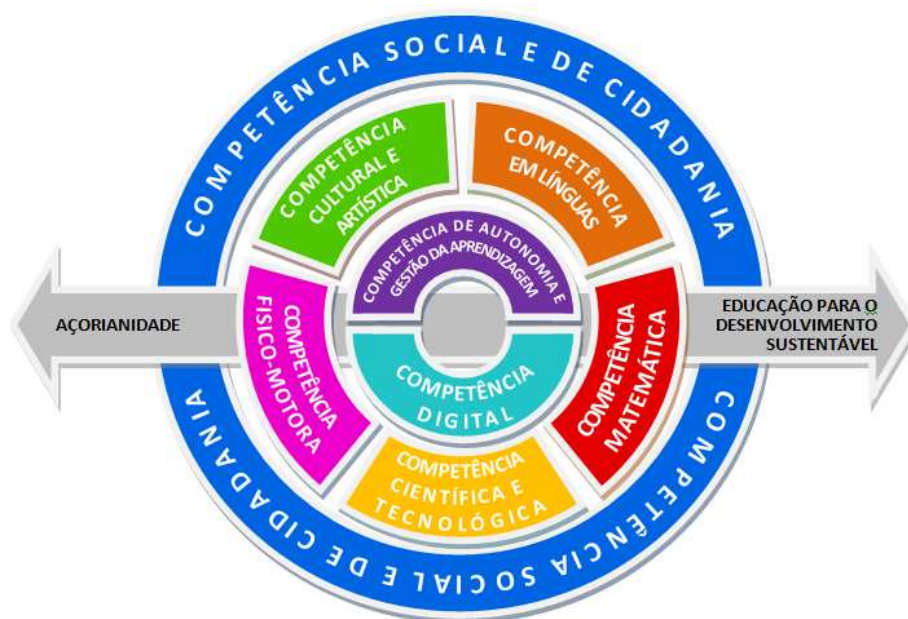 COMPETÊNCIA SOCIAL E DE CIDADANIA
COMPETÊNCIA
CULTURAL E
ARTÍSTICA
COMPETÊNCIA
EM LÍNGUAS
COMPETÊNCIA DE AUTONOMIA E
GESTÃO DA APRENDIZAGEM
AÇORIANIDADE
COMPETÊNCIA
FISICO-MOTORA
COMPETÊNCIA
MATEMÁTICA
EDUCAÇÃO PARA O
DESENVOLVIMENTO
SUSTENTÁVEL
COMPETÊNCIA
DIGITAL
COMPETÊNCIA
CIENTÍFICA E
TECNOLÓGICA
COMPETÊNCIA SOCIAL E DE CIDADANIA